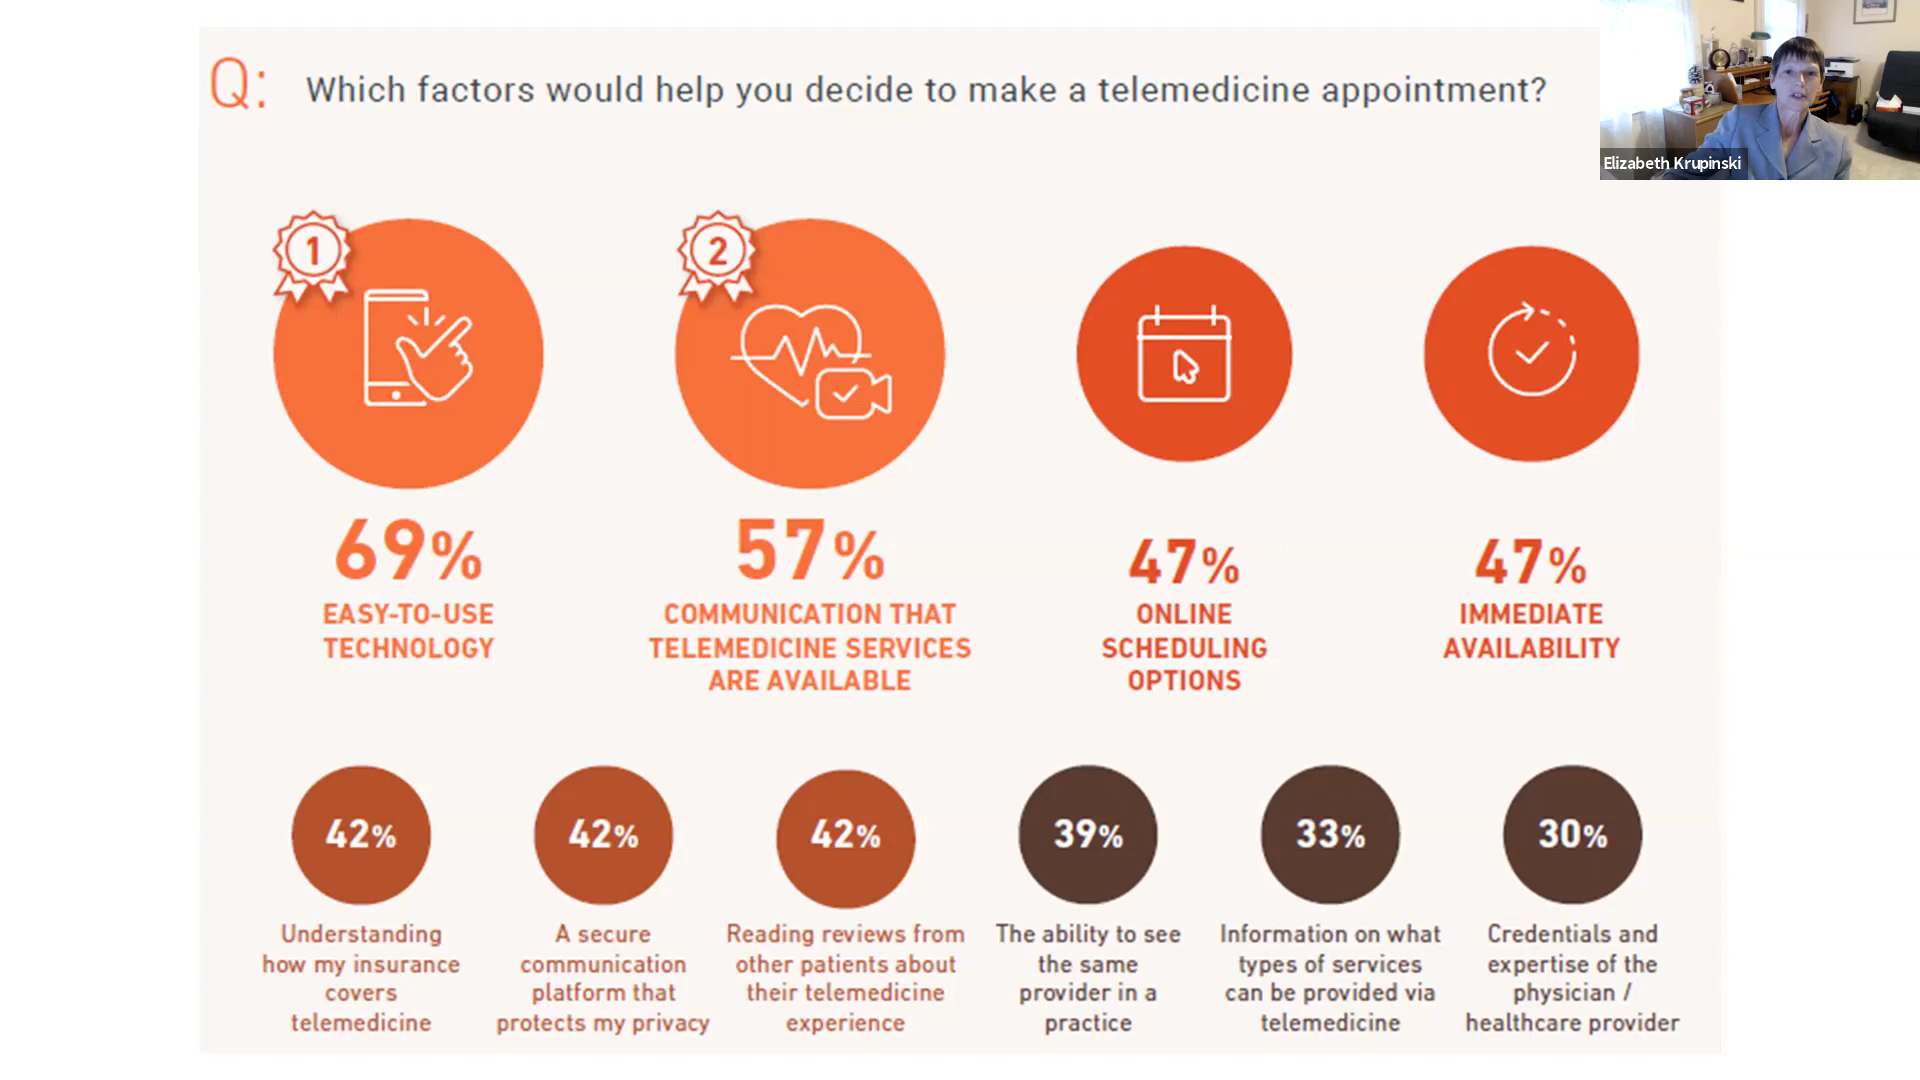 Q: Which factors would help you decide to make a telemedicine appointment?
Elizabeth Krupinski
1
2
69%
EASY-TO-USE
TECHNOLOGY
57%
COMMUNICATION THAT
TELEMEDICINE SERVICES
ARE AVAILABLE
47%
ONLINE
SCHEDULING
OPTIONS
47%
IMMEDIATE
AVAILABILITY
42%
Understanding
how my insurance
covers
telemedicine
42%
A secure
communication
platform that
protects my privacy
42%
Reading reviews from
other patients about
their telemedicine
experience
39%
The ability to see
the same
provider in a
practice
33%
Information on what
types of services
can be provided via
telemedicine
30%
Credentials and
expertise of the
physician /
healthcare provider